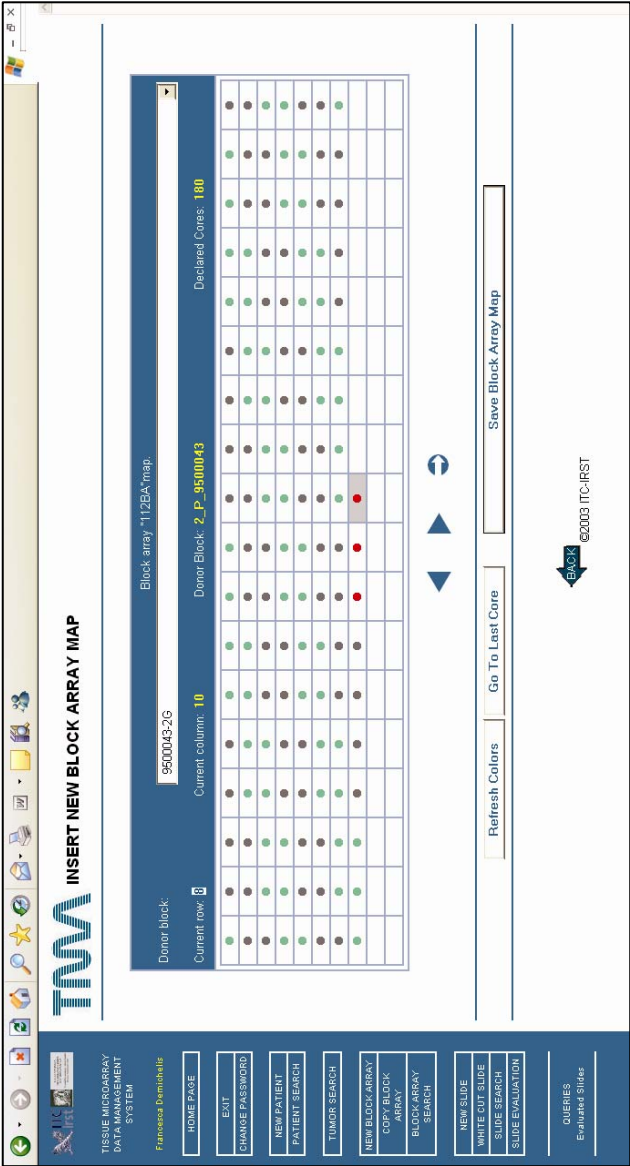 ITC
irst
TISSUE MICROARRAY
DATA MANAGEMENT
SYSTEM
Francesca Demichelis
HOME PAGE
EXIT
CHANGE PASSWORD
NEW PATIENT
PATIENT SEARCH
TUMOR SEARCH
NEW BLOCK ARRAY
COPY BLOCK
ARRAY
BLOCK ARRAY
SEARCH
NEW SLIDE
WHITE CUT SLIDE
SLIDE SEARCH
SLIDE EVALUATION
QUERIES
Evaluated Slides
TMA INSERT NEW BLOCK ARRAY MAP
Block array "112BA"map.
Donor block: 9500043-2G
Current row: 8 Current column: 10 Donor Block: 2_P_9500043 Declared Cores: 180
Refresh Colors Go To Last Core Save Block Array Map
BACK ©2003 ITC-IRST